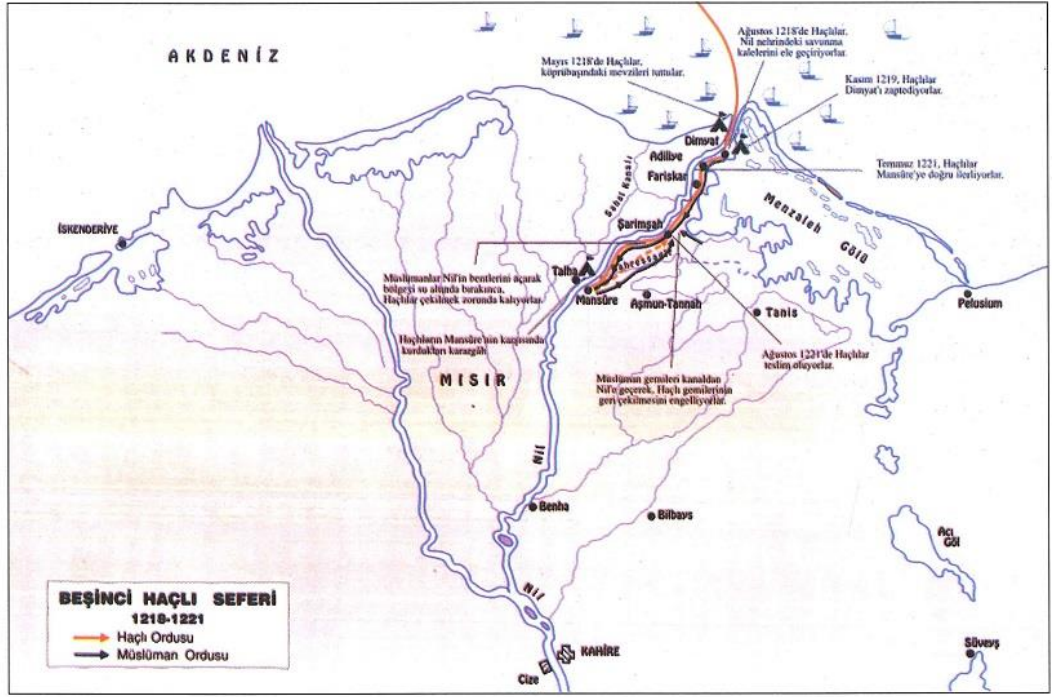 AKDENİZ
Mayıs 1218'de Haçlılar,
köprübaşındaki mevzileri tuttular.
Ağustos 1218'de Haçlılar,
Nil nehrindeki savunma
kalelerini ele geçiriyorlar.
Kasım 1219, Haçlılar
Dimyat'ı zaptediyorlar.
Dimyat
Adiliye
Fariskar
Temmuz 1221, Haçlılar
Mansûre'ye doğru ilerliyorlar.
Menzaleh
Gölü
Şarimşah
İSKENDERİYE
Talha
Mansûre
Aşmun-Tannah
Tanis
Pelusium
Müslümanlar Nil'in bentlerini açarak
bölgeyi su altında bırakınca,
Haçlılar çekilmek zorunda kalıyorlar.
Haçlıların Mansûre'nin karşısında
kurdukları karargâh
Ağustos 1221'de Haçlılar
teslim oluyorlar.
MISIR
Müslüman gemileri kanaldan
Nil'e geçerek, Haçlı gemilerinin
geri çekilmesini engelliyorlar.
Nil
Benha
Bilbays
Acı
Göl
Nil
BEŞİNCİ HAÇLI SEFERİ
1218-1221
Haçlı Ordusu
Müslüman Ordusu
KAHİRE
Cize
Süveyş